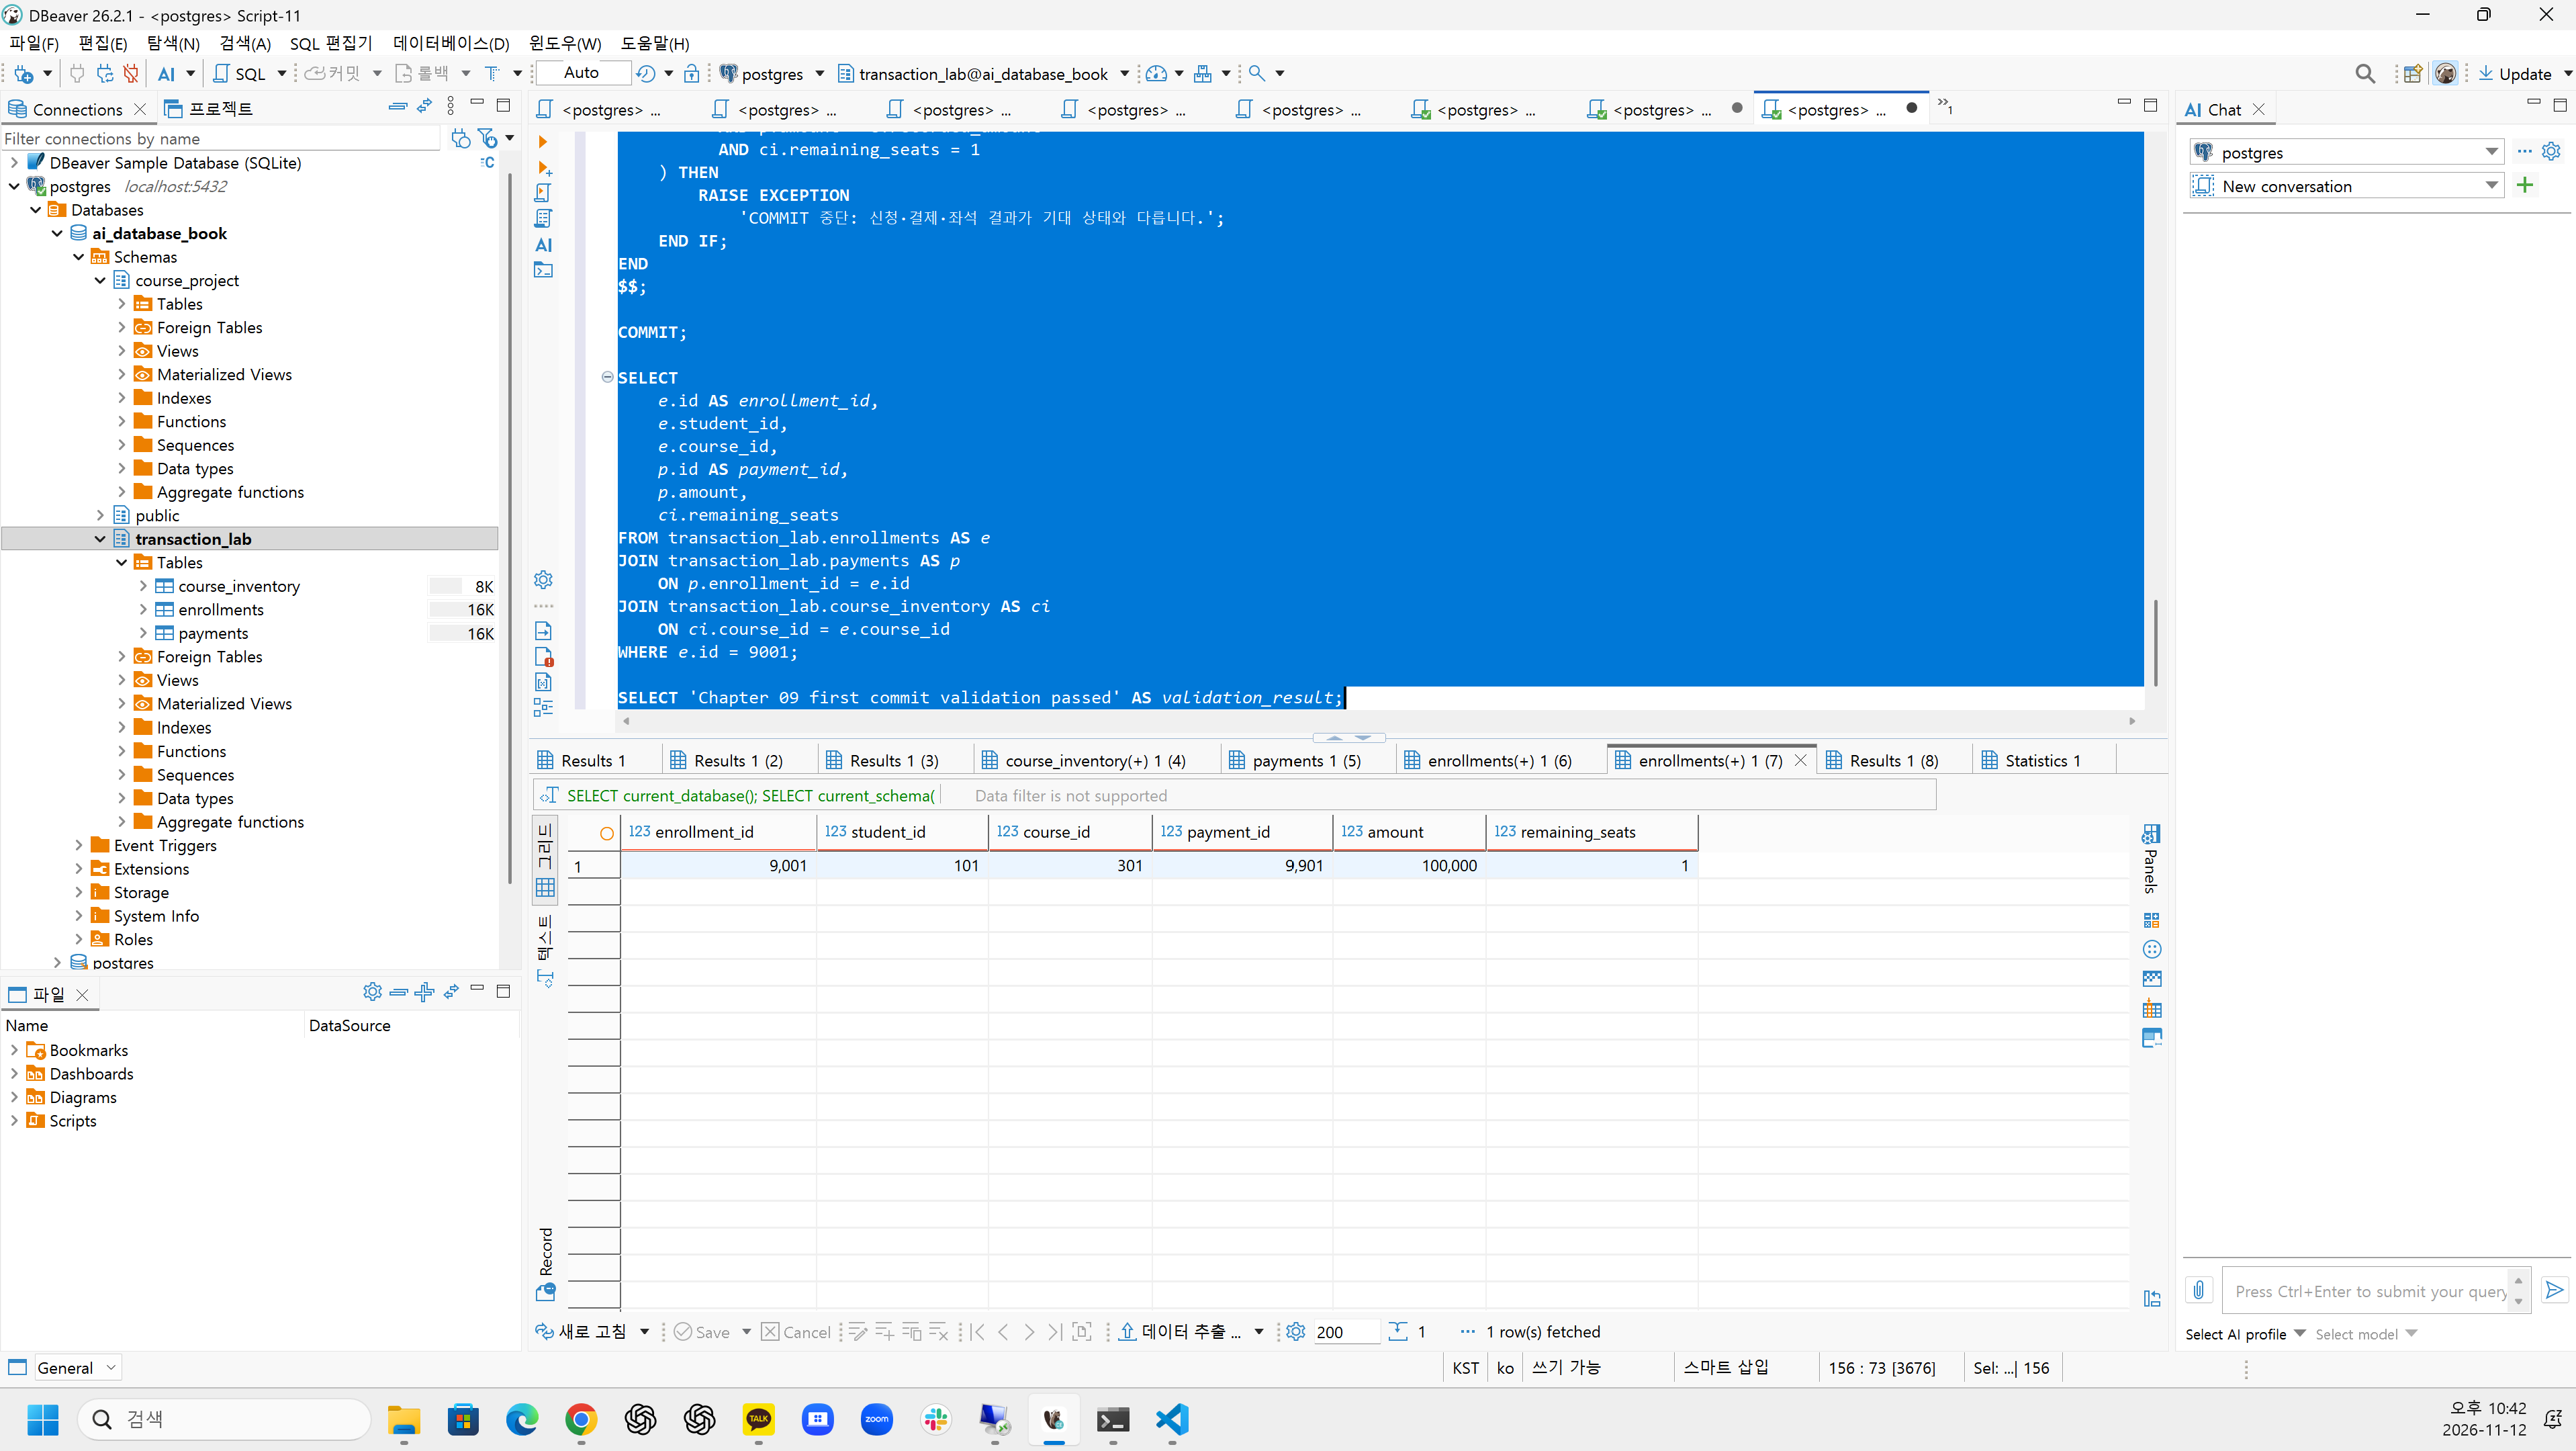 DBeaver 26.2.1 - <postgres> Script-11
파일(F) 편집(E) 탐색(N) 검색(A) SQL 편집기 데이터베이스(D) 윈도우(W) 도움말(H)
AI SQL 커밋 롤백 Auto postgres transaction_lab@ai_database_book Update
Connections 프로젝트
Filter connections by name
DBeaver Sample Database (SQLite)
postgres localhost:5432
Databases
ai_database_book
Schemas
course_project
Tables
Foreign Tables
Views
Materialized Views
Indexes
Functions
Sequences
Data types
Aggregate functions
public
transaction_lab
Tables
course_inventory 8K
enrollments 16K
payments 16K
Foreign Tables
Views
Materialized Views
Indexes
Functions
Sequences
Data types
Aggregate functions
Event Triggers
Extensions
Storage
System Info
Roles
postgres
파일
Name DataSource
Bookmarks
Dashboards
Diagrams
Scripts
General
<postgres> ... <postgres> ... <postgres> ... <postgres> ... <postgres> ... <postgres> ... <postgres> ... <postgres> ... »1
AND ci.remaining_seats = 1
) THEN
RAISE EXCEPTION
'COMMIT 중단: 신청·결제·좌석 결과가 기대 상태와 다릅니다.';
END IF;
END
$$;
COMMIT;
SELECT
e.id AS enrollment_id,
e.student_id,
e.course_id,
p.id AS payment_id,
p.amount,
ci.remaining_seats
FROM transaction_lab.enrollments AS e
JOIN transaction_lab.payments AS p
ON p.enrollment_id = e.id
JOIN transaction_lab.course_inventory AS ci
ON ci.course_id = e.course_id
WHERE e.id = 9001;
SELECT 'Chapter 09 first commit validation passed' AS validation_result;
AI
Results 1 Results 1 (2) Results 1 (3) course_inventory(+) 1 (4) payments 1 (5) enrollments(+) 1 (6) enrollments(+) 1 (7) Results 1 (8) Statistics 1
SELECT current_database(); SELECT current_schema( Data filter is not supported
그리드
텍스트
Record
123 enrollment_id 123 student_id 123 course_id 123 payment_id 123 amount 123 remaining_seats
1 9,001 101 301 9,901 100,000 1
Panels
새로 고침 Save Cancel 데이터 추출 ... 200 1 ... 1 row(s) fetched
KST ko 쓰기 가능 스마트 삽입 156 : 73 [3676] Sel: ...| 156
AI Chat
postgres
New conversation
Press Ctrl+Enter to submit your query
Select AI profile Select model
검색
TALK
zoom
오후 10:42
2026-11-12